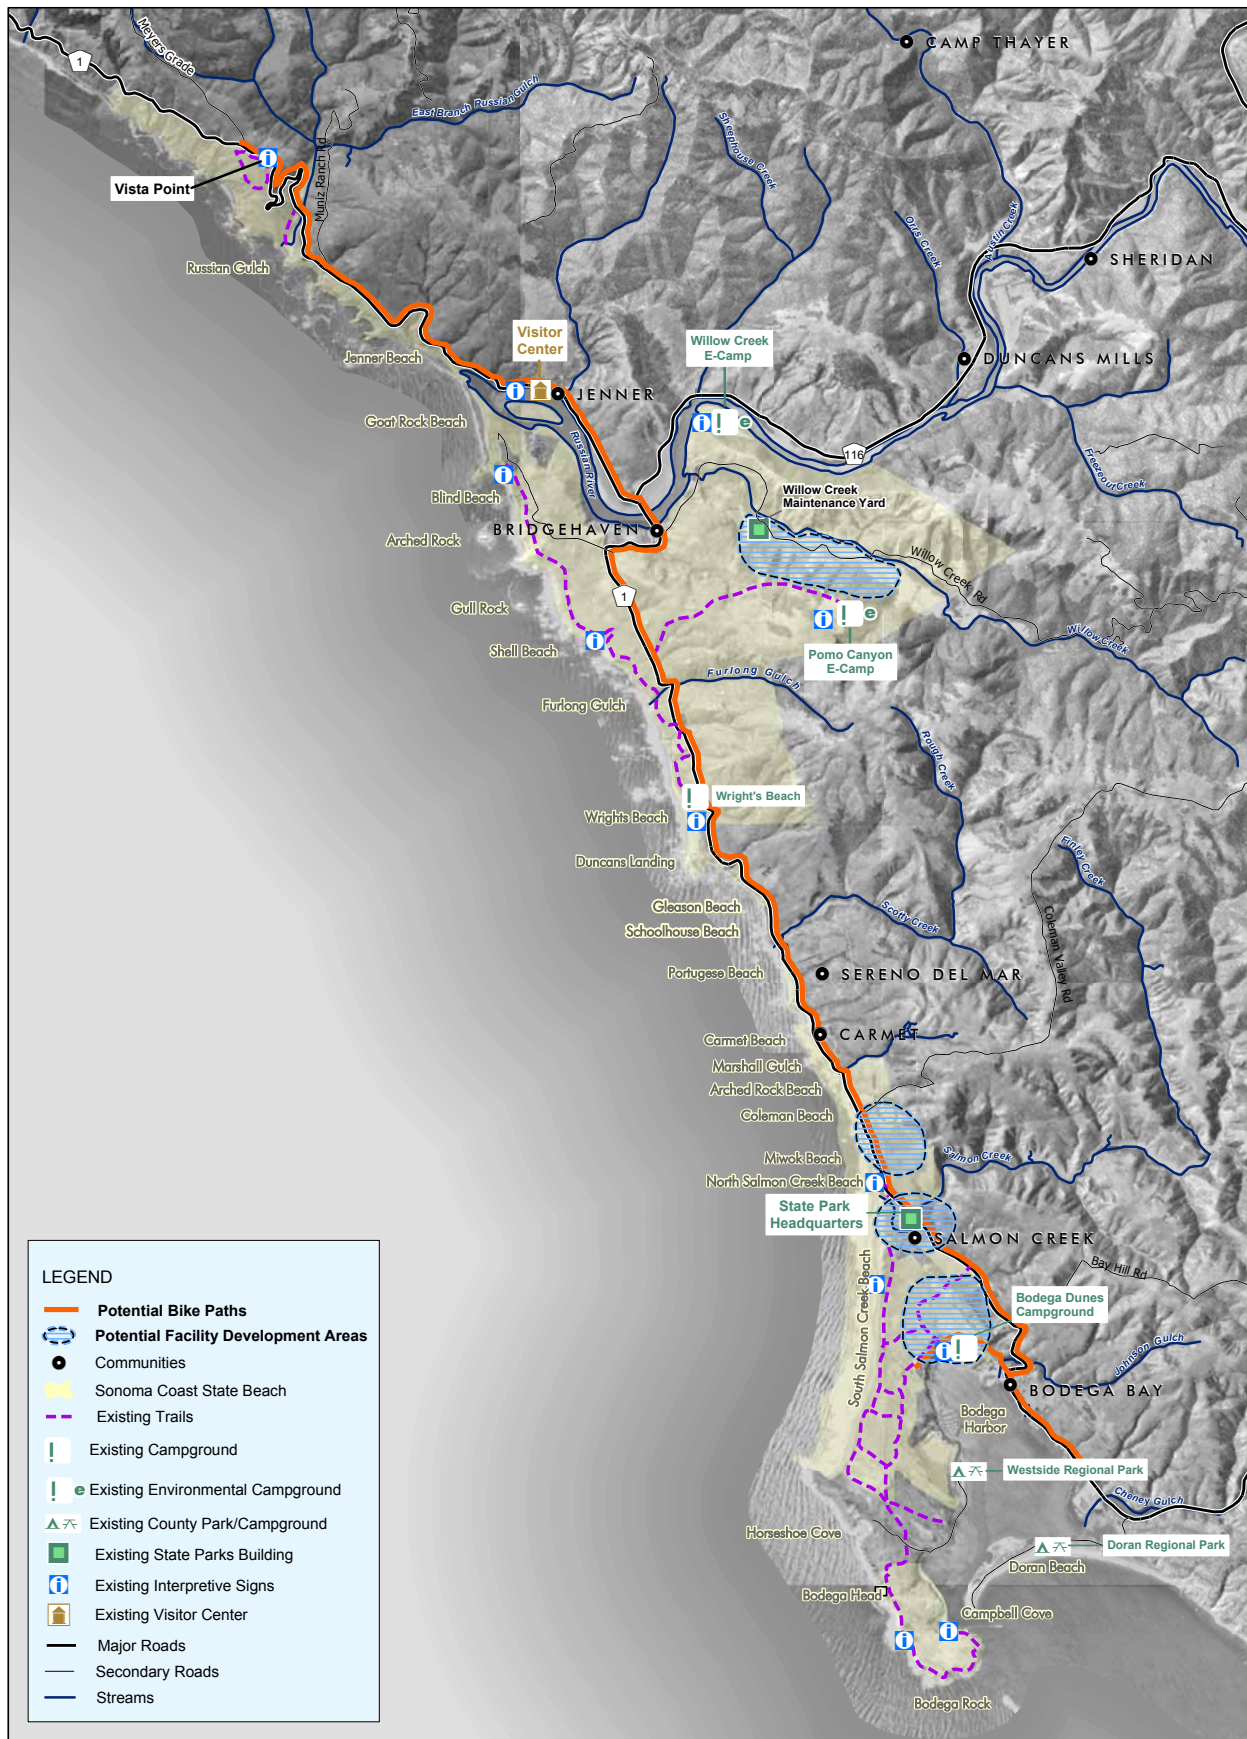 CAMP THAYER
Meyers Grade
1
East Branch Russian Gulch
Sheephouse Creek
Vista Point
Muniz Ranch Rd
Orrs Creek
Austin Creek
SHERIDAN
Russian Gulch
Visitor
Center
Willow Creek
E-Camp
Jenner Beach
DUNCANS MILLS
JENNER
Goat Rock Beach
Russian River
116
Freezeout Creek
Blind Beach
Willow Creek
Maintenance Yard
BRIDGEHAVEN
Arched Rock
Willow Creek Rd
1
Gull Rock
Willow Creek
Shell Beach
Pomo Canyon
E-Camp
Furlong Gulch
Furlong Gulch
Rough Creek
Wright's Beach
Wrights Beach
Duncans Landing
Finley Creek
Gleason Beach
Schoolhouse Beach
Scotty Creek
Coleman Valley Rd
Portugese Beach
SERENO DEL MAR
Carmet Beach
CARMET
Marshall Gulch
Arched Rock Beach
Coleman Beach
Miwok Beach
Salmon Creek
North Salmon Creek Beach
State Park
Headquarters
SALMON CREEK
South Salmon Creek Beach
Bay Hill Rd
Bodega Dunes
Campground
Johnson Gulch
BODEGA BAY
Bodega
Harbor
Westside Regional Park
Cheney Gulch
Horseshoe Cove
Doran Regional Park
Doran Beach
Bodega Head
Campbell Cove
Bodega Rock
LEGEND
Potential Bike Paths
Potential Facility Development Areas
Communities
Sonoma Coast State Beach
Existing Trails
Existing Campground
e Existing Environmental Campground
Existing County Park/Campground
Existing State Parks Building
Existing Interpretive Signs
Existing Visitor Center
Major Roads
Secondary Roads
Streams